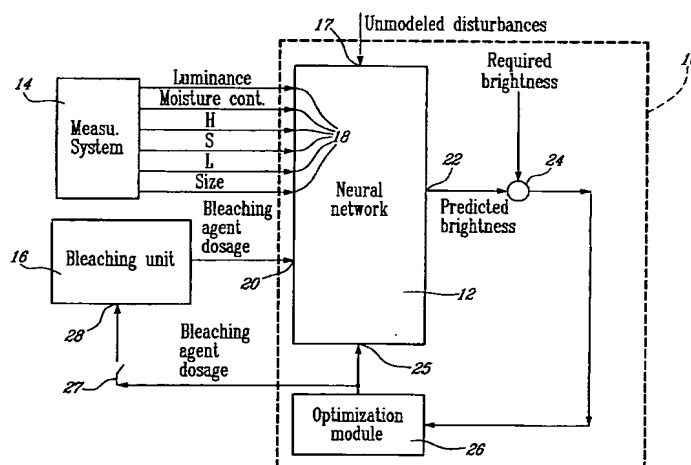 Unmodeled disturbances
17
14
Measu.
System
Luminance
Moisture cont.
H
S
L
Size
18
Neural
network
12
Required
brightness
22
24
Predicted
brightness
Bleaching
agent
dosage
16
Bleaching unit
20
28
Bleaching
agent
dosage
27
25
Optimization
module
26